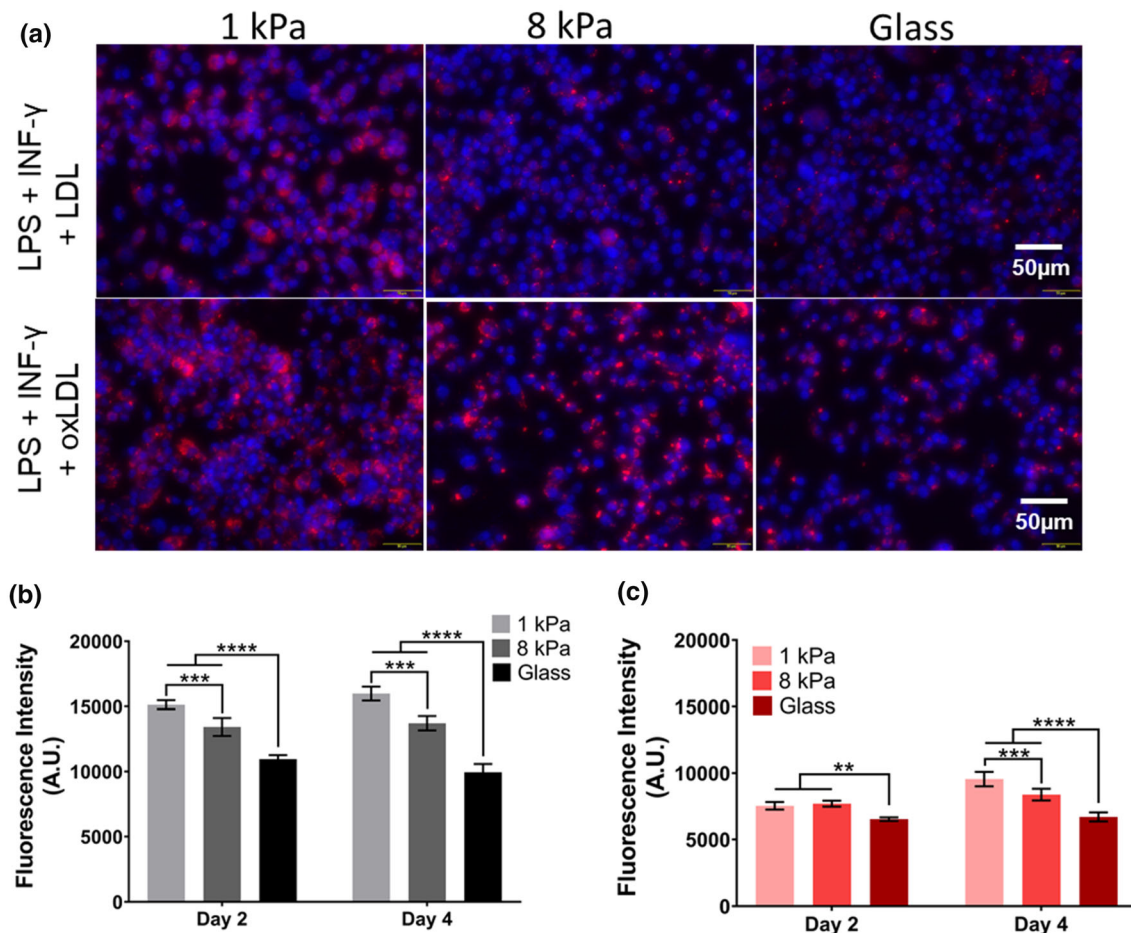 (a)
1 kPa
8 kPa
Glass
LPS + INF-γ
+ LDL
50μm
LPS + INF-γ
+ oxLDL
50μm
(b)
Fluorescence Intensity
(A.U.)
20000
15000
10000
5000
0
1 kPa
8 kPa
Glass
***
****
***
****
Day 2
Day 4
(c)
Fluorescence Intensity
(A.U.)
20000
15000
10000
5000
0
1 kPa
8 kPa
Glass
**
***
****
Day 2
Day 4